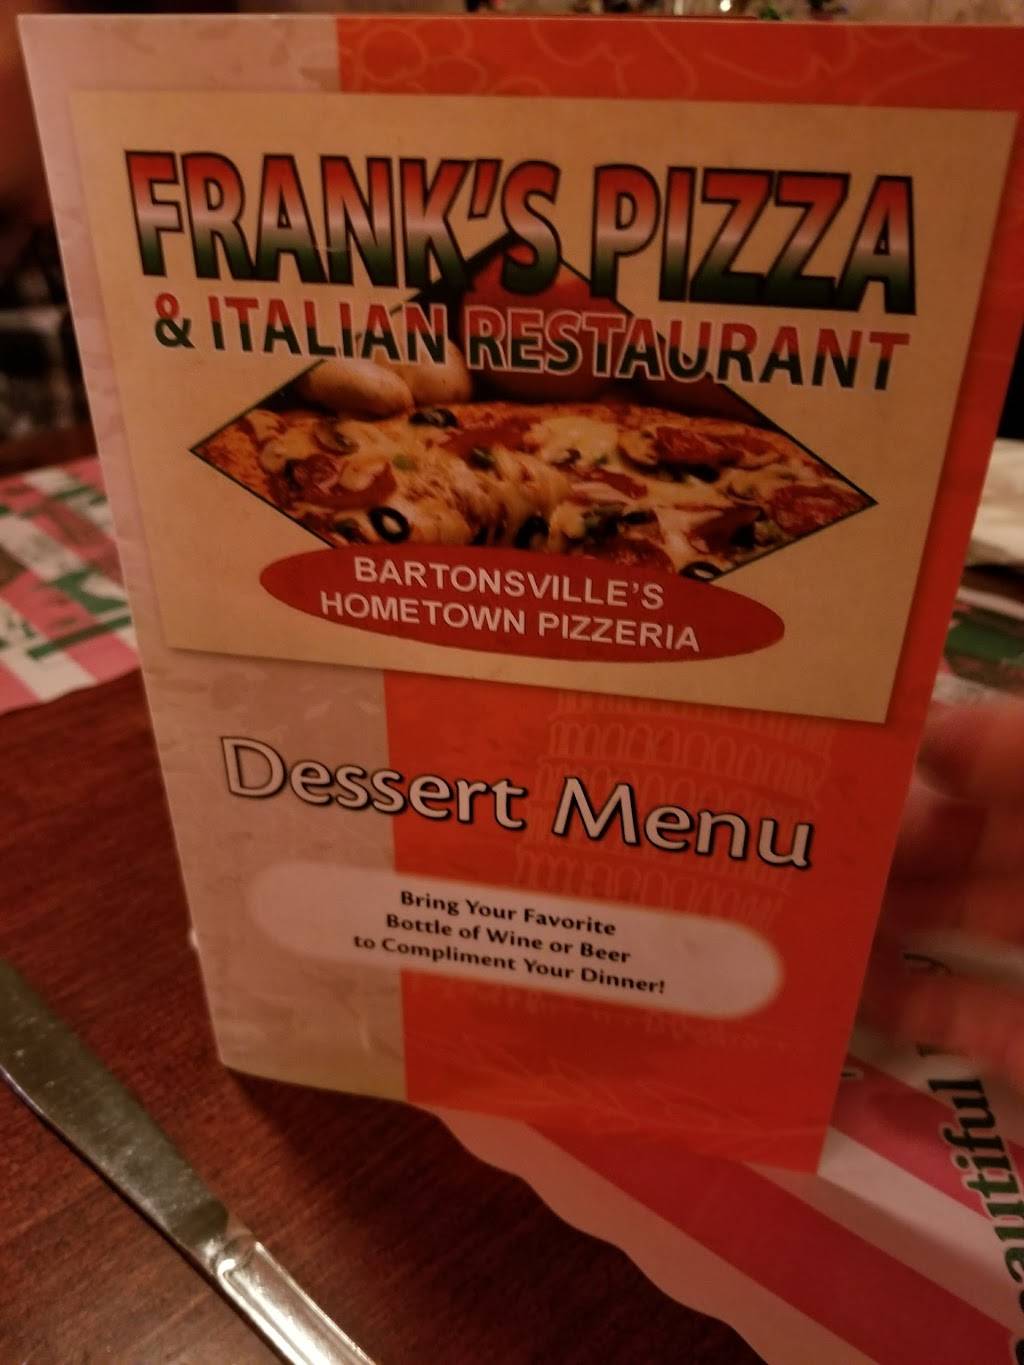 FRANK'S PIZZA
& ITALIAN RESTAURANT
BARTONSVILLE'S
HOMETOWN PIZZERIA
Dessert Menu
Bring Your Favorite
Bottle of Wine or Beer
to Compliment Your Dinner!